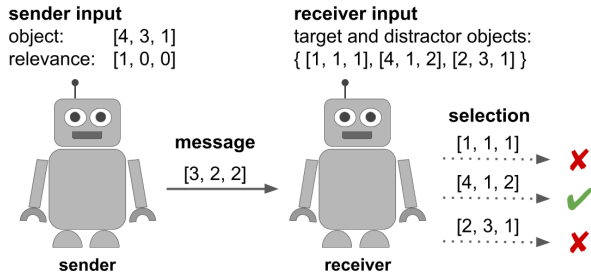 sender input
object: [4, 3, 1]
relevance: [1, 0, 0]
receiver input
target and distractor objects:
{ [1, 1, 1], [4, 1, 2], [2, 3, 1] }
message
[3, 2, 2]
selection
[1, 1, 1]
[4, 1, 2]
[2, 3, 1]
sender
receiver